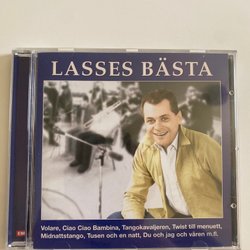 LASSES BÄSTA
Volare, Ciao Ciao Bambina, Tangokavaljeren, Twist till menuett,
Midnattstango, Tusen och en natt, Du och jag och våren m.fl.